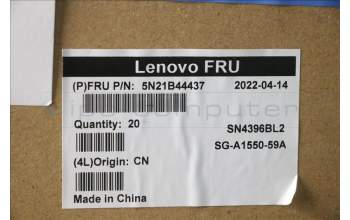 Lenovo FRU
(P)FRU P/N: 5N21B44437 2022-04-14
Quantity: 20 SN4396BL2
SG-A1550-59A
(4L)Origin: CN
Made in China